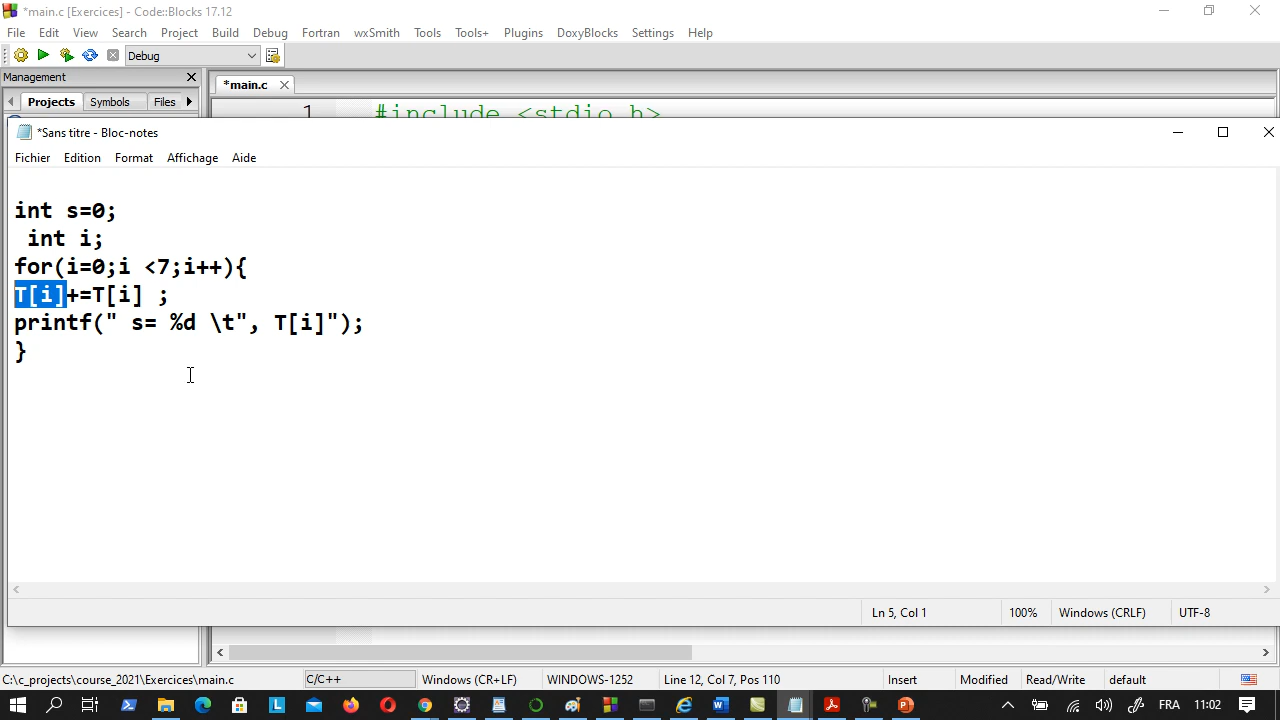 *main.c [Exercices] - Code::Blocks 17.12
File Edit View Search Project Build Debug Fortran wxSmith Tools Tools+ Plugins DoxyBlocks Settings Help
Debug
Management
*main.c
Projects Symbols Files
1 #include <stdio.h>
*Sans titre - Bloc-notes
Fichier Edition Format Affichage Aide
int s=0;
int i;
for(i=0;i <7;i++){
T[i]+=T[i] ;
printf(" s= %d \t", T[i]");
}
Ln 5, Col 1 100% Windows (CRLF) UTF-8
C:\c_projects\course_2021\Exercices\main.c C/C++ Windows (CR+LF) WINDOWS-1252 Line 12, Col 7, Pos 110 Insert Modified Read/Write default
FRA 11:02